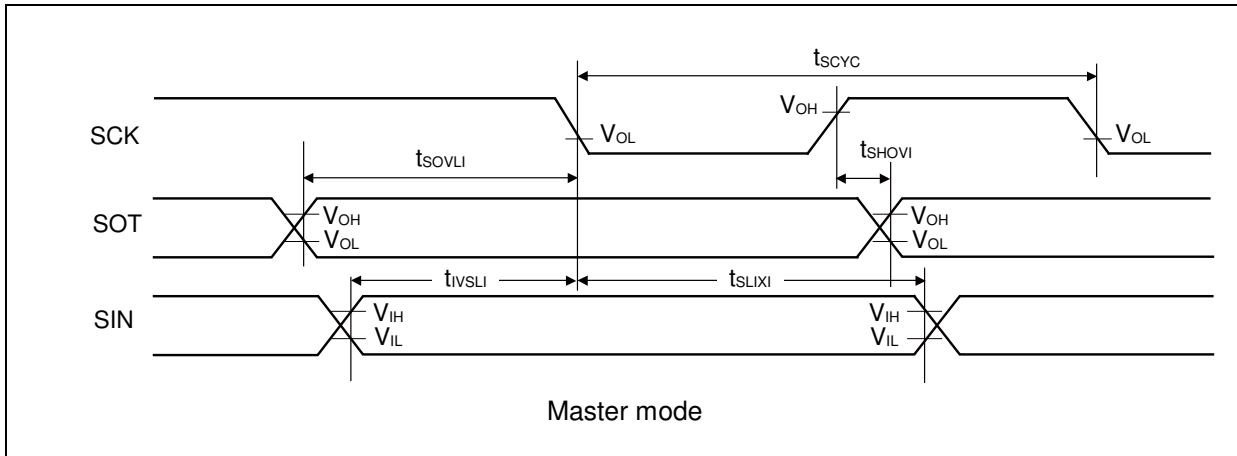 tSCYC
SCK
VOL
VOH
VOL
tSOVLI
tSHOVI
SOT
VOH
VOL
VOH
VOL
tIVSLI
tSLIXI
SIN
VIH
VIL
VIH
VIL
Master mode